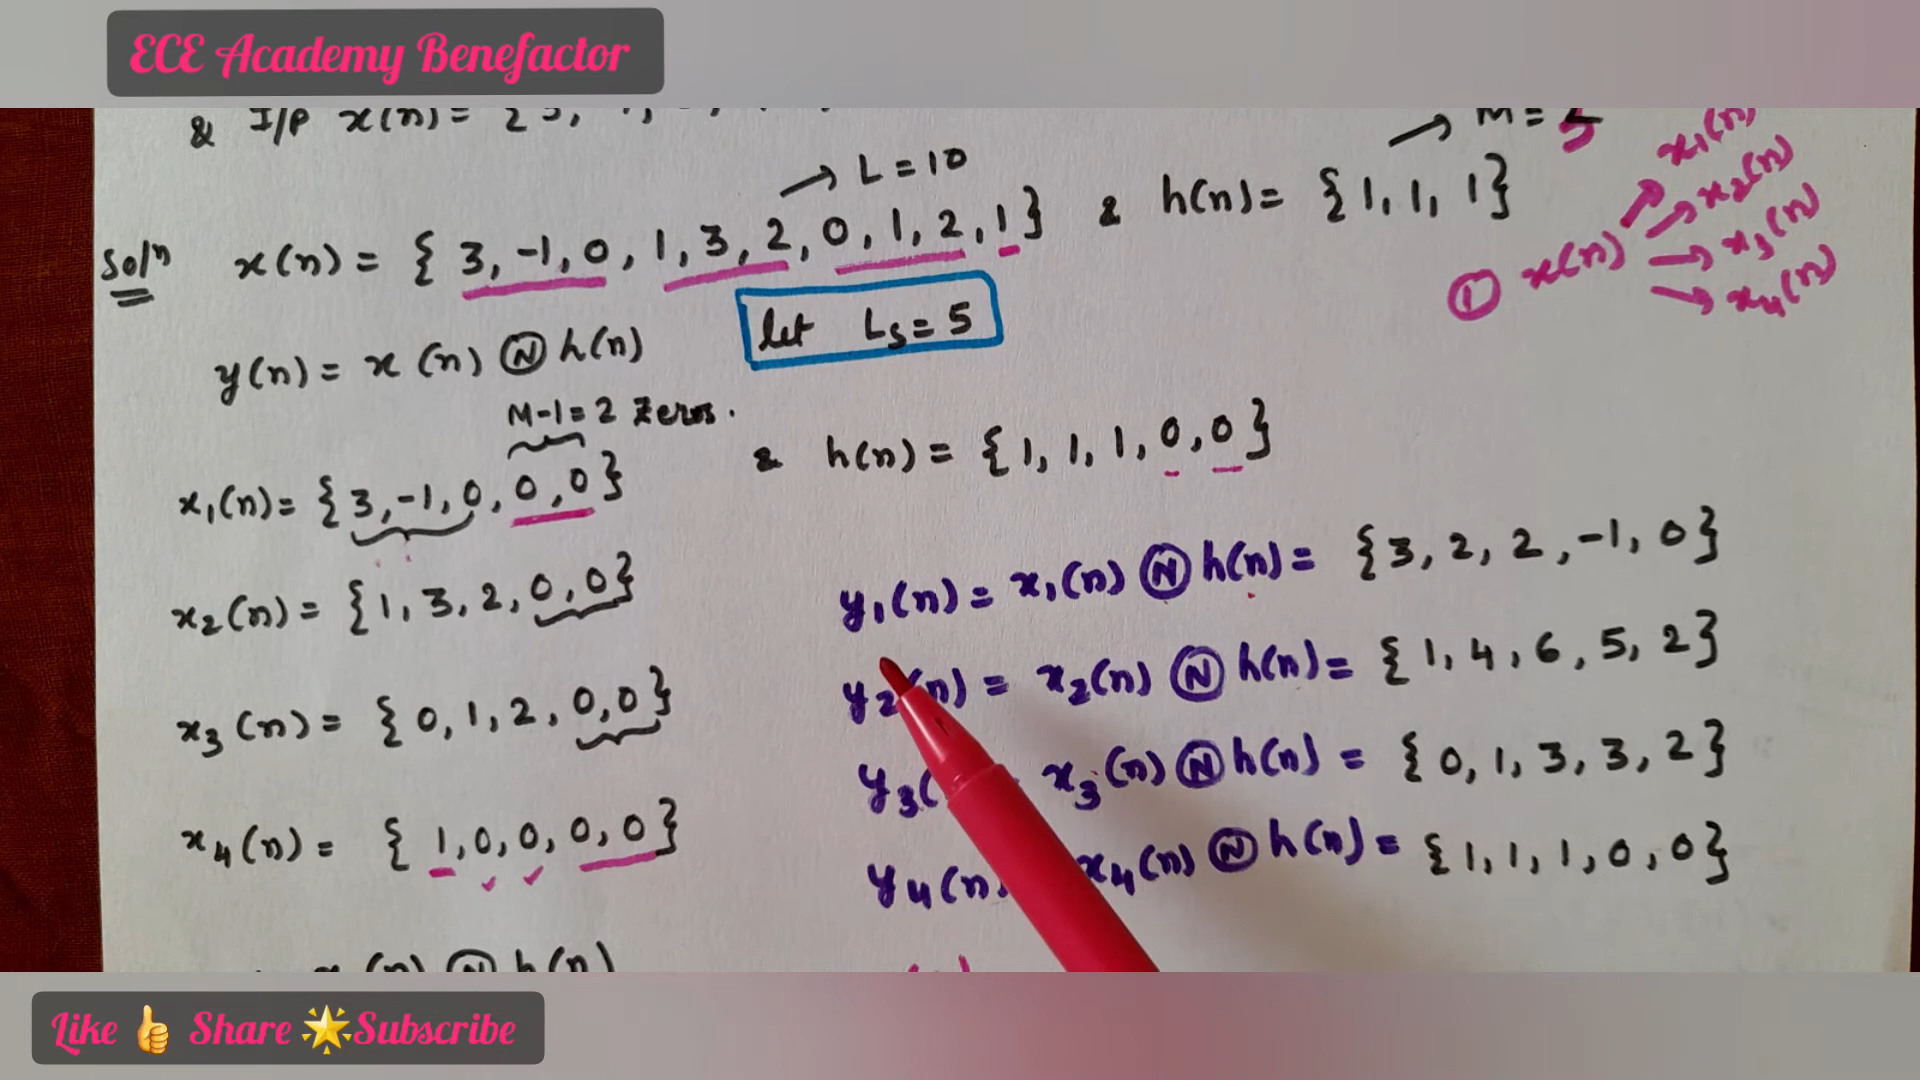 ECE Academy Benefactor
& I/P x(n) =
→ L = 10
→ M =
Soln x(n) = { 3, -1, 0, 1, 3, 2, 0, 1, 2, 1 } & h(n) = { 1, 1, 1 }
① x(n) → x1(n)
→ x2(n)
→ x3(n)
→ x4(n)
let Ls = 5
y(n) = x(n) Ⓝ h(n)
M-1 = 2 Zeros.
x1(n) = { 3, -1, 0, 0, 0 } & h(n) = { 1, 1, 1, 0, 0 }
x2(n) = { 1, 3, 2, 0, 0 }
x3(n) = { 0, 1, 2, 0, 0 }
x4(n) = { 1, 0, 0, 0, 0 }
y1(n) = x1(n) Ⓝ h(n) = { 3, 2, 2, -1, 0 }
y2(n) = x2(n) Ⓝ h(n) = { 1, 4, 6, 5, 2 }
y3( x3(n) Ⓝ h(n) = { 0, 1, 3, 3, 2 }
y4(n) x4(n) Ⓝ h(n) = { 1, 1, 1, 0, 0 }
(n) Ⓝ h(n)
Like 👍 Share 🌟Subscribe